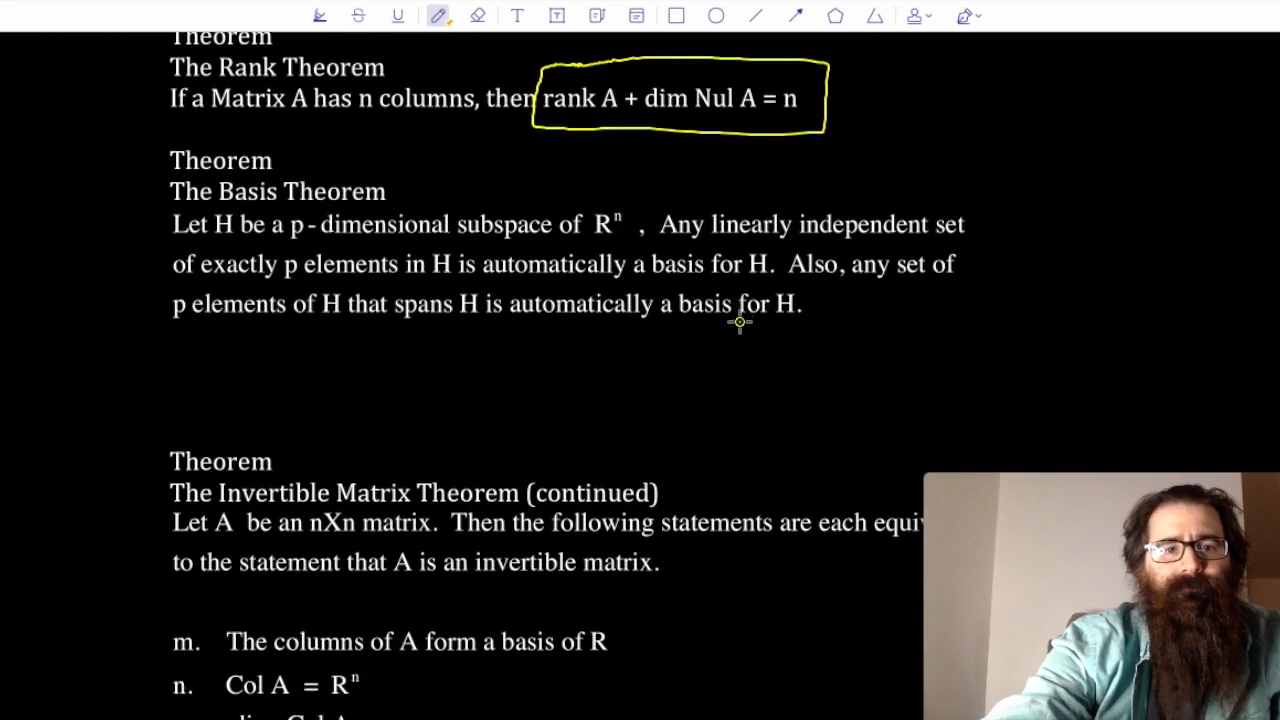 Theorem
The Rank Theorem
If a Matrix A has n columns, then rank A + dim Nul A = n
Theorem
The Basis Theorem
Let H be a p - dimensional subspace of Rⁿ , Any linearly independent set
of exactly p elements in H is automatically a basis for H. Also, any set of
p elements of H that spans H is automatically a basis for H.
Theorem
The Invertible Matrix Theorem (continued)
Let A be an nXn matrix. Then the following statements are each equiv
to the statement that A is an invertible matrix.
m. The columns of A form a basis of R
n. Col A = Rⁿ
dim Col A